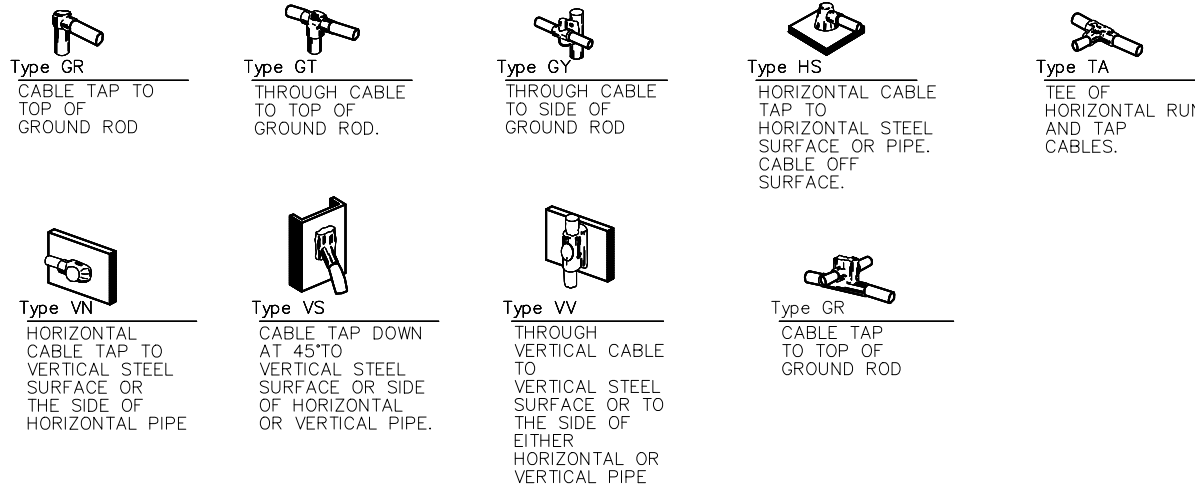 Type GR
CABLE TAP TO
TOP OF
GROUND ROD
Type GT
THROUGH CABLE
TO TOP OF
GROUND ROD.
Type GY
THROUGH CABLE
TO SIDE OF
GROUND ROD
Type HS
HORIZONTAL CABLE
TAP TO
HORIZONTAL STEEL
SURFACE OR PIPE.
CABLE OFF
SURFACE.
Type TA
TEE OF
HORIZONTAL RUN
AND TAP
CABLES.
Type VN
HORIZONTAL
CABLE TAP TO
VERTICAL STEEL
SURFACE OR
THE SIDE OF
HORIZONTAL PIPE
Type VS
CABLE TAP DOWN
AT 45°TO
VERTICAL STEEL
SURFACE OR SIDE
OF HORIZONTAL
OR VERTICAL PIPE.
Type VV
THROUGH
VERTICAL CABLE
TO
VERTICAL STEEL
SURFACE OR TO
THE SIDE OF
EITHER
HORIZONTAL OR
VERTICAL PIPE
Type GR
CABLE TAP
TO TOP OF
GROUND ROD